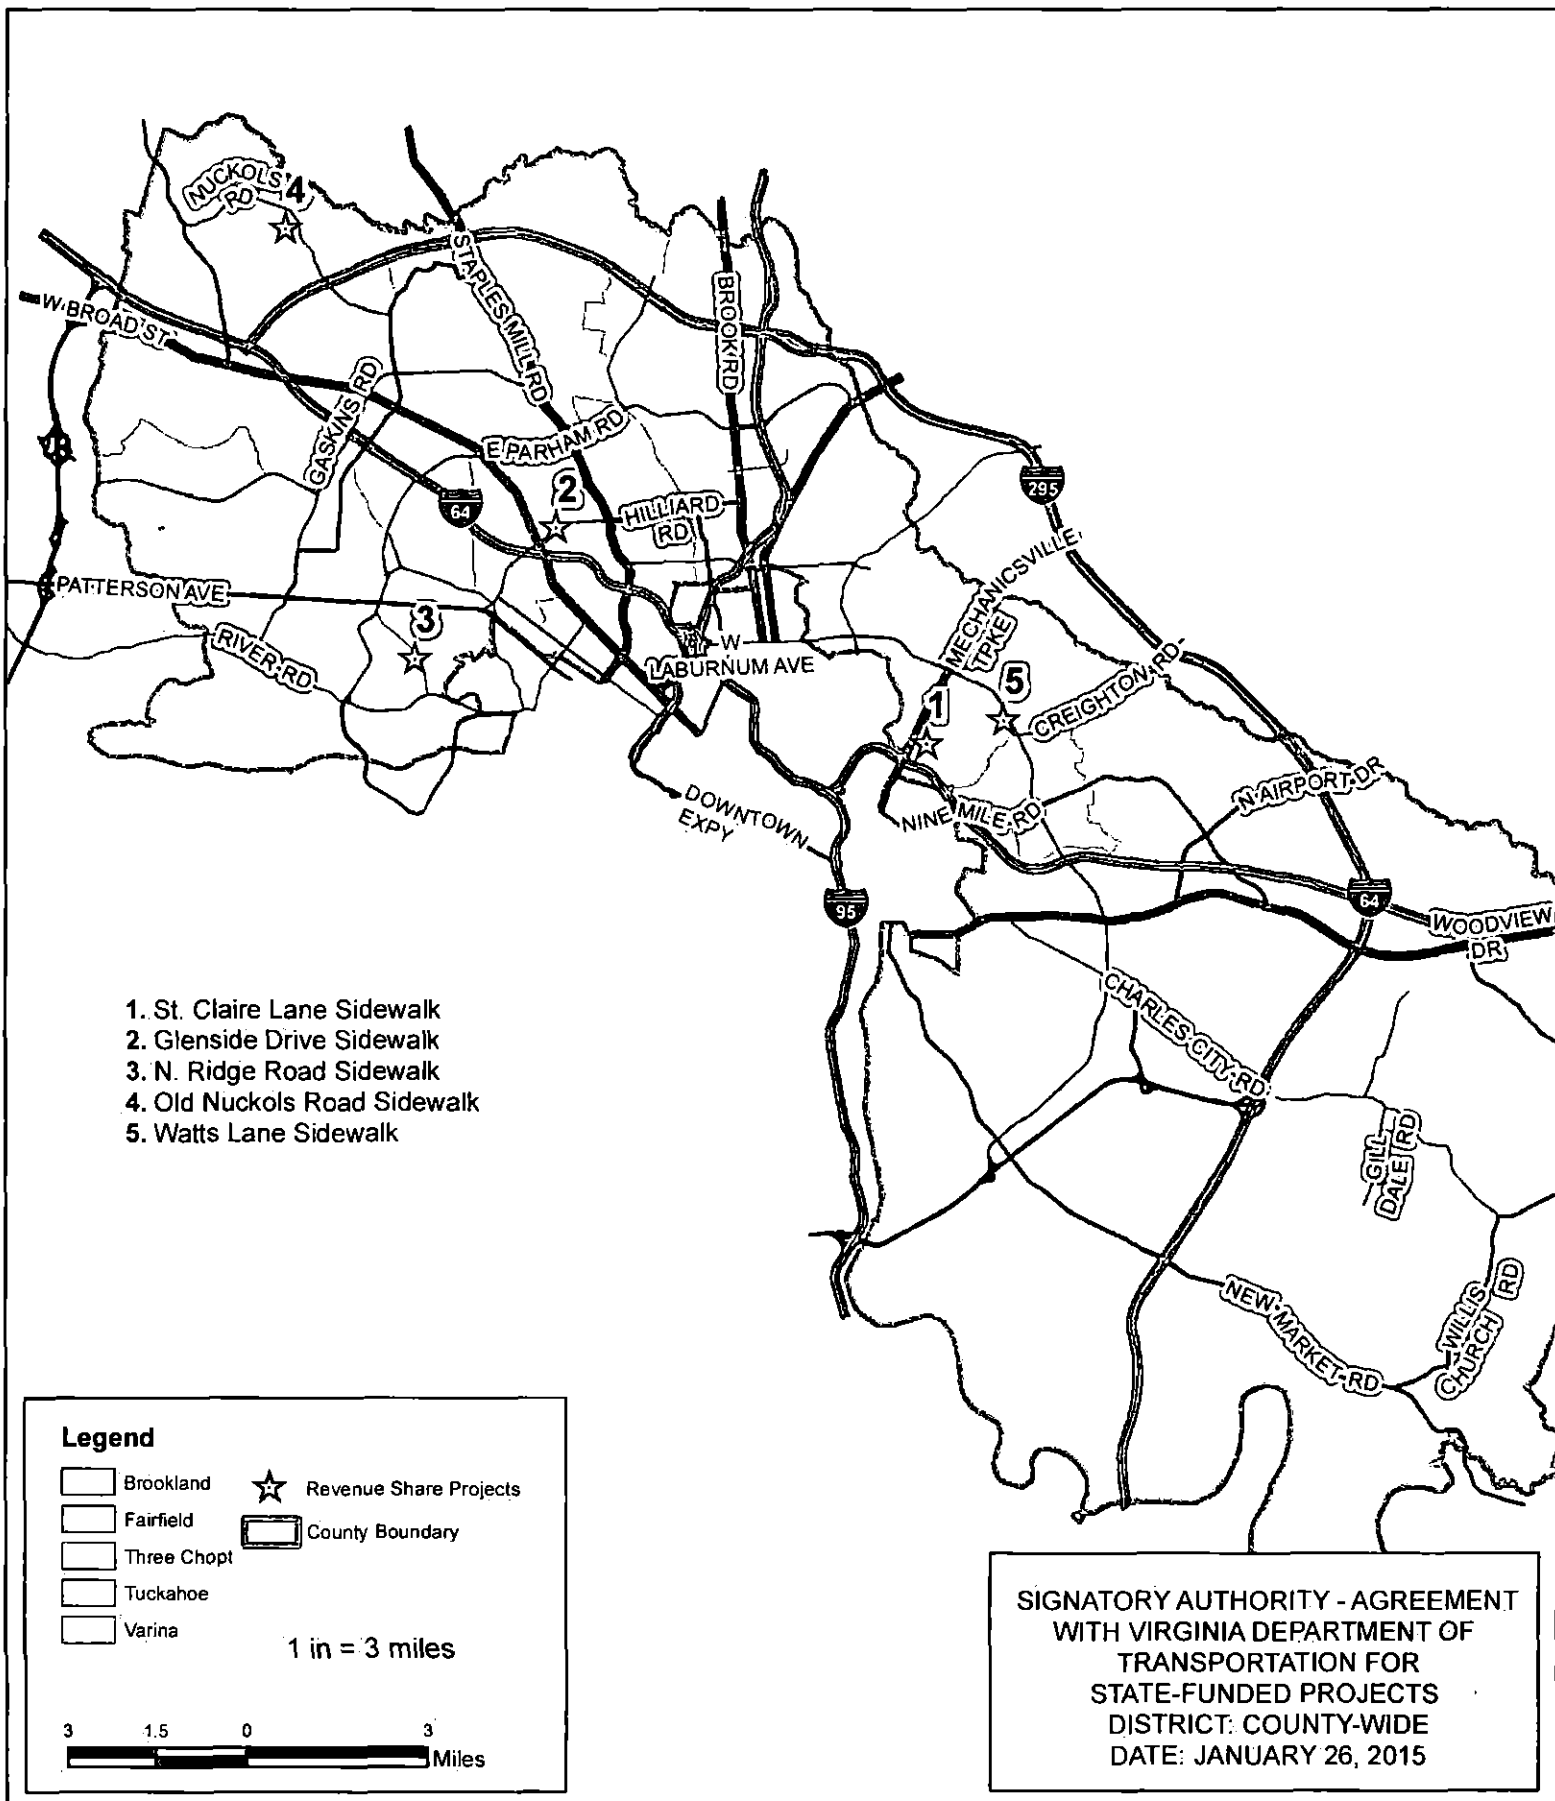 NUCKOLS
RD
4
STAPLES MILL RD
W BROAD ST
BROOK RD
GASKINS RD
E PARHAM RD
2
64
HILLIARD
RD
295
MECHANICSVILLE
TPKE
PATTERSON AVE
3
RIVER RD
W
LABURNUM AVE
5
1
CREIGHTON RD
N AIRPORT DR
DOWNTOWN
EXPY
NINE MILE RD
95
64
WOODVIEW
DR
CHARLES CITY RD
GILL
DALE RD
NEW MARKET RD
WILLIS
CHURCH RD
1. St. Claire Lane Sidewalk
2. Glenside Drive Sidewalk
3. N. Ridge Road Sidewalk
4. Old Nuckols Road Sidewalk
5. Watts Lane Sidewalk
Legend
Brookland
Fairfield
Three Chopt
Tuckahoe
Varina
Revenue Share Projects
County Boundary
1 in = 3 miles
3 1.5 0 3
Miles
SIGNATORY AUTHORITY - AGREEMENT
WITH VIRGINIA DEPARTMENT OF
TRANSPORTATION FOR
STATE-FUNDED PROJECTS
DISTRICT: COUNTY-WIDE
DATE: JANUARY 26, 2015